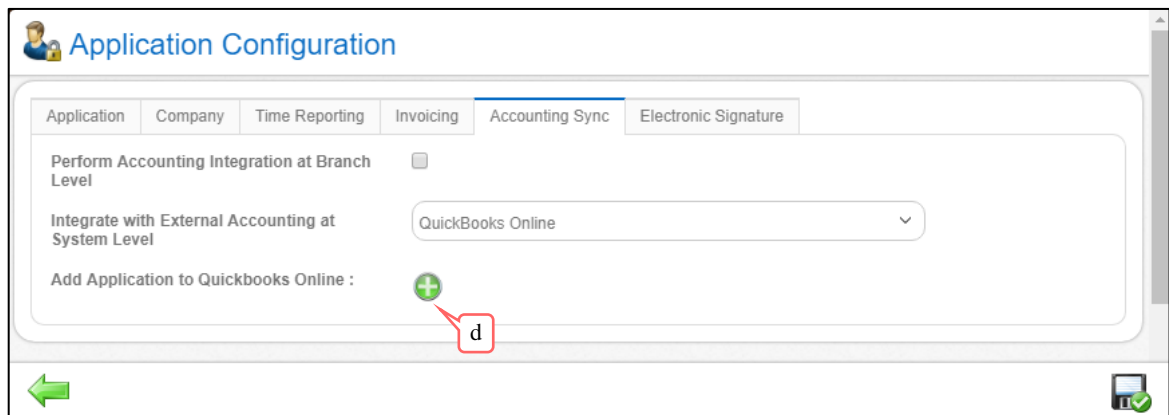 Application Configuration
Application Company Time Reporting Invoicing Accounting Sync Electronic Signature
Perform Accounting Integration at Branch
Level
Integrate with External Accounting at
System Level
QuickBooks Online
Add Application to Quickbooks Online :
d